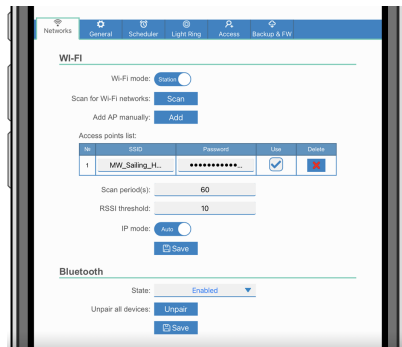 Networks General Scheduler Light Ring Access Backup & FW
WI-FI
Wi-Fi mode: Station
Scan for Wi-Fi networks: Scan
Add AP manually: Add
Access points list:
№ SSID Password Use Delete
1 MW_Sailing_H... •••••••••••...
Scan period(s): 60
RSSI threshold: 10
IP mode: Auto
Save
Bluetooth
State: Enabled
Unpair all devices: Unpair
Save